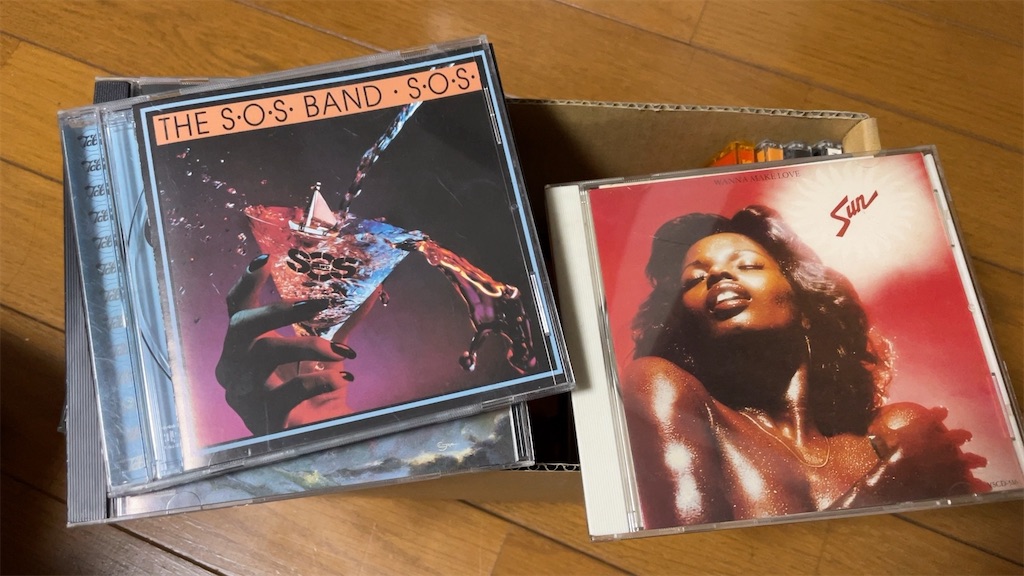 THE S·O·S· BAND · S·O·S·
SOS
WANNA MAKE LOVE
Sun